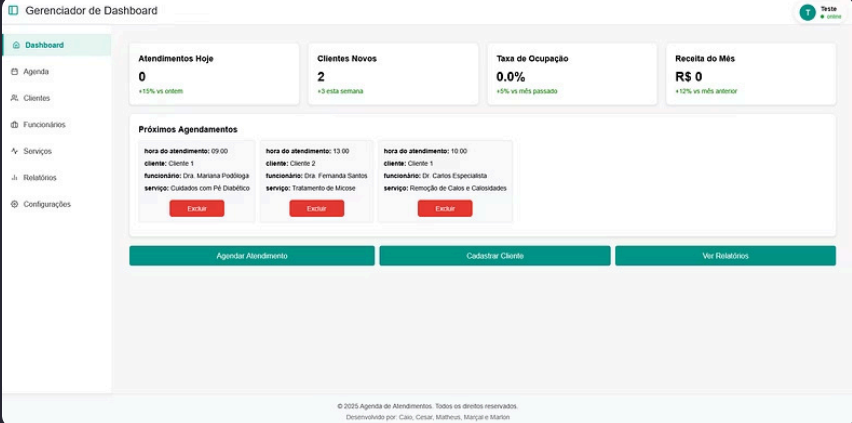 Gerenciador de Dashboard
T
Teste
online
Dashboard
Agenda
Clientes
Funcionários
Serviços
Relatórios
Configurações
Atendimentos Hoje
0
+15% vs ontem
Clientes Novos
2
+3 esta semana
Taxa de Ocupação
0.0%
+5% vs mês passado
Receita do Mês
R$ 0
+12% vs mês anterior
Próximos Agendamentos
hora do atendimento: 09:00
cliente: Cliente 1
funcionário: Dra. Mariana Podóloga
serviço: Cuidados com Pé Diabético
Excluir
hora do atendimento: 13:00
cliente: Cliente 2
funcionário: Dra. Fernanda Santos
serviço: Tratamento de Micose
Excluir
hora do atendimento: 10:00
cliente: Cliente 1
funcionário: Dr. Carlos Especialista
serviço: Remoção de Calos e Calosidades
Excluir
Agendar Atendimento
Cadastrar Cliente
Ver Relatórios
© 2025 Agenda de Atendimentos. Todos os direitos reservados.
Desenvolvido por: Caio, Cesar, Matheus, Marçal e Marlon